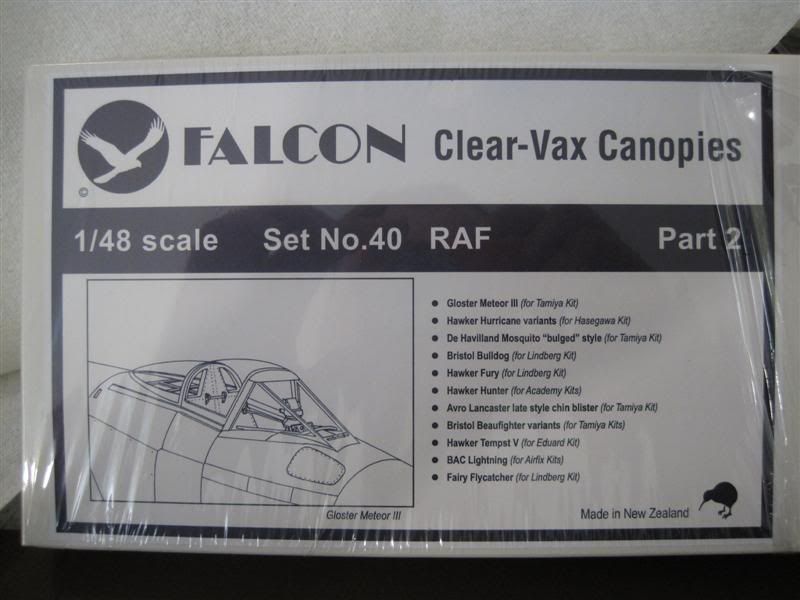 ©
FALCON Clear-Vax Canopies
1/48 scale Set No.40 RAF Part 2
Gloster Meteor III (for Tamiya Kit)
Hawker Hurricane variants (for Hasegawa Kit)
De Havilland Mosquito "bulged" style (for Tamiya Kit)
Bristol Bulldog (for Lindberg Kit)
Hawker Fury (for Lindberg Kit)
Hawker Hunter (for Academy Kits)
Avro Lancaster late style chin blister (for Tamiya Kit)
Bristol Beaufighter variants (for Tamiya Kits)
Hawker Tempst V (for Eduard Kit)
BAC Lightning (for Airfix Kits)
Fairy Flycatcher (for Lindberg Kit)
Gloster Meteor III
Made in New Zealand